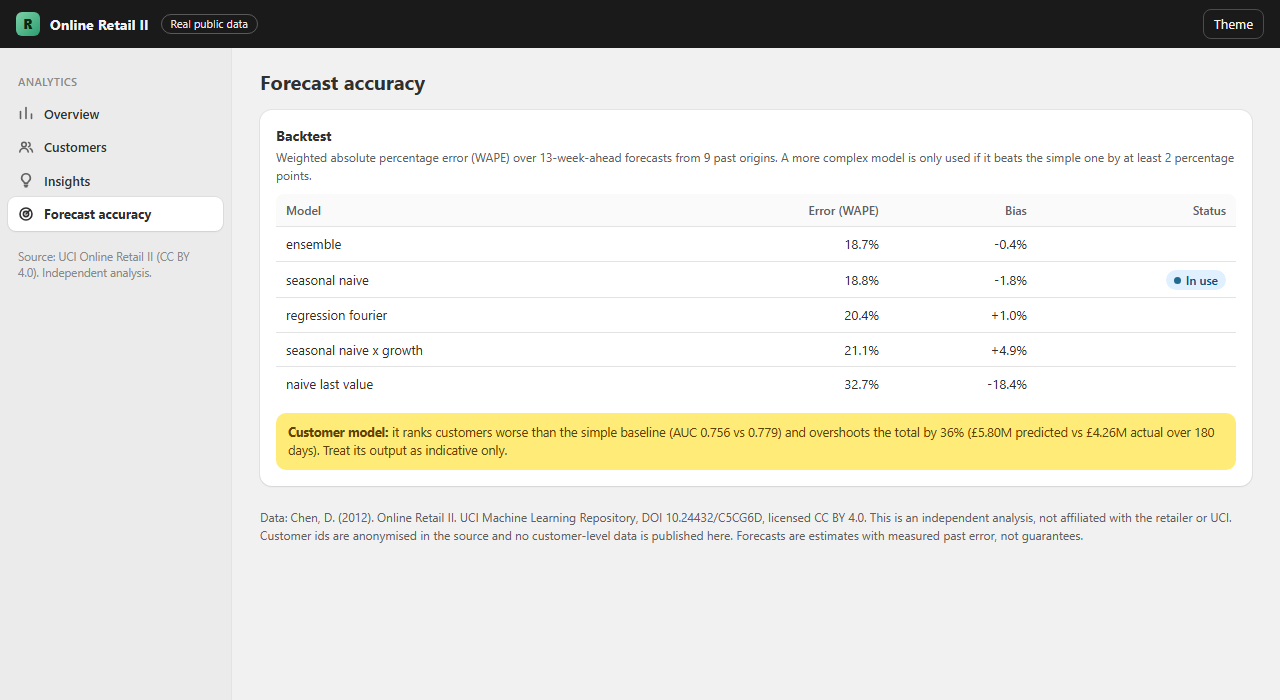 R Online Retail II Real public data Theme
ANALYTICS
Overview
Customers
Insights
Forecast accuracy
Source: UCI Online Retail II (CC BY
4.0). Independent analysis.
Forecast accuracy
Backtest
Weighted absolute percentage error (WAPE) over 13-week-ahead forecasts from 9 past origins. A more complex model is only used if it beats the simple one by at least 2 percentage
points.
Model Error (WAPE) Bias Status
ensemble 18.7% -0.4%
seasonal naive 18.8% -1.8% In use
regression fourier 20.4% +1.0%
seasonal naive x growth 21.1% +4.9%
naive last value 32.7% -18.4%
Customer model: it ranks customers worse than the simple baseline (AUC 0.756 vs 0.779) and overshoots the total by 36% (£5.80M predicted vs £4.26M actual over 180
days). Treat its output as indicative only.
Data: Chen, D. (2012). Online Retail II. UCI Machine Learning Repository, DOI 10.24432/C5CG6D, licensed CC BY 4.0. This is an independent analysis, not affiliated with the retailer or UCI.
Customer ids are anonymised in the source and no customer-level data is published here. Forecasts are estimates with measured past error, not guarantees.